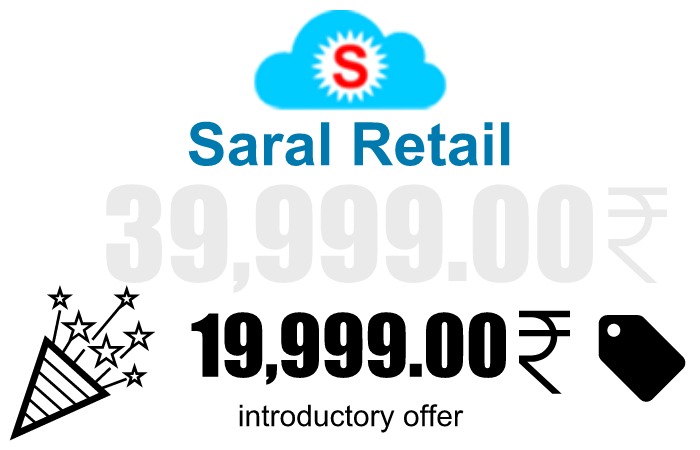 S
Saral Retail
39,999.00₹
19,999.00₹
introductory offer